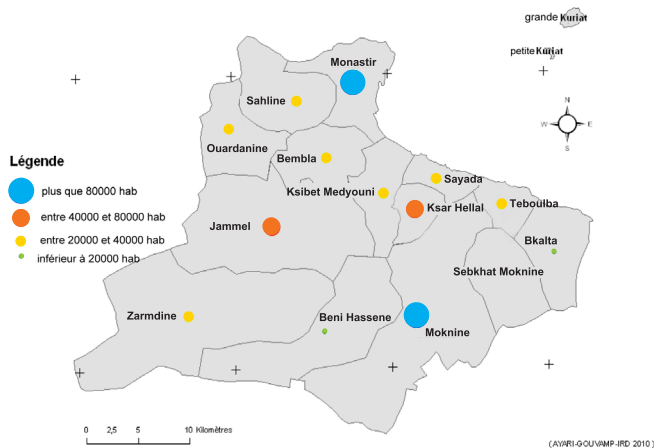 grande Kuriat
petite Kuriat
Monastir
Sahline
N
W E
S
Ouardanine
Bembla
Légende
plus que 80000 hab
entre 40000 et 80000 hab
entre 20000 et 40000 hab
inférieur à 20000 hab
Ksibet Medyouni
Sayada
Ksar Hellal
Teboulba
Jammel
Bkalta
Sebkhat Moknine
Zarmdine
Beni Hassene
Moknine
0 2,5 5 10 Kilomètres
(AYARI-GOUVAMP-IRD 2010)